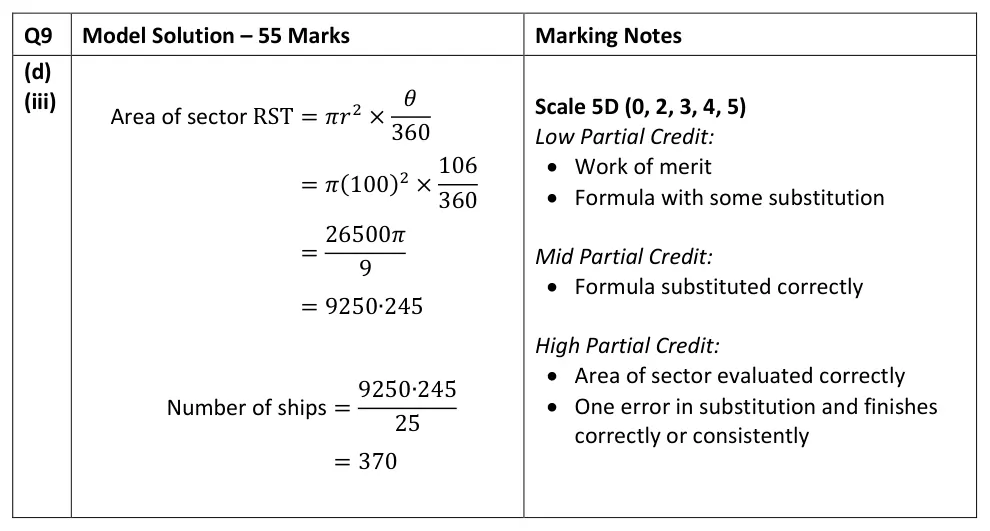 Q9 Model Solution – 55 Marks Marking Notes
(d)
(iii)
Area of sector RST = πr² × θ/360
= π(100)² × 106/360
= 26500π/9
= 9250·245
Number of ships = 9250·245/25
= 370
Scale 5D (0, 2, 3, 4, 5)
Low Partial Credit:
• Work of merit
• Formula with some substitution
Mid Partial Credit:
• Formula substituted correctly
High Partial Credit:
• Area of sector evaluated correctly
• One error in substitution and finishes
correctly or consistently